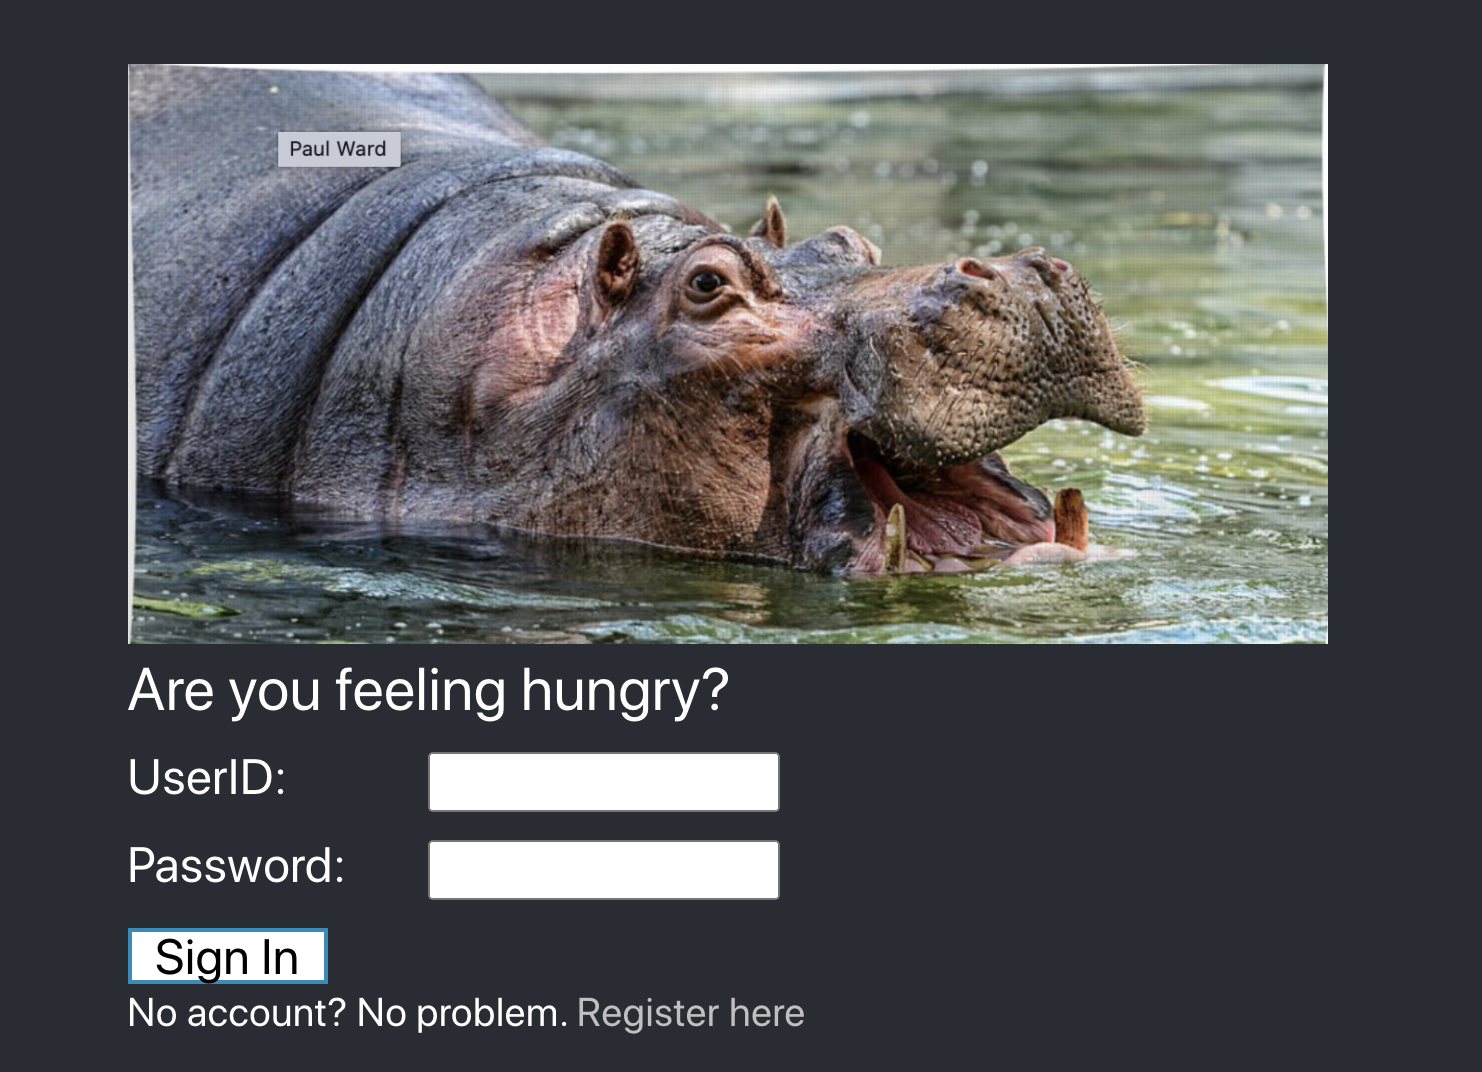 Paul Ward
Are you feeling hungry?
UserID:
Password:
Sign In
No account? No problem. Register here